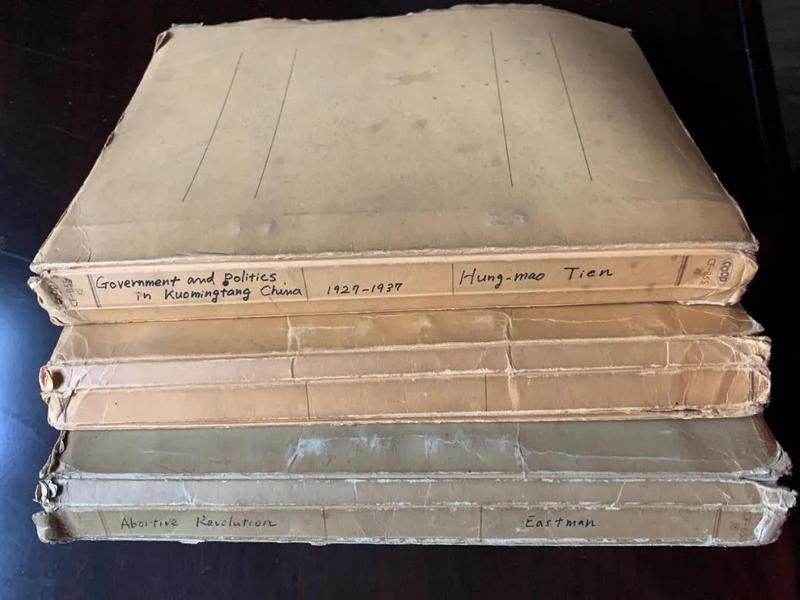 Government and Politics
in Kuomingtang China
1927-1937
Hung-mao Tien
Abortive Revolution
Eastman